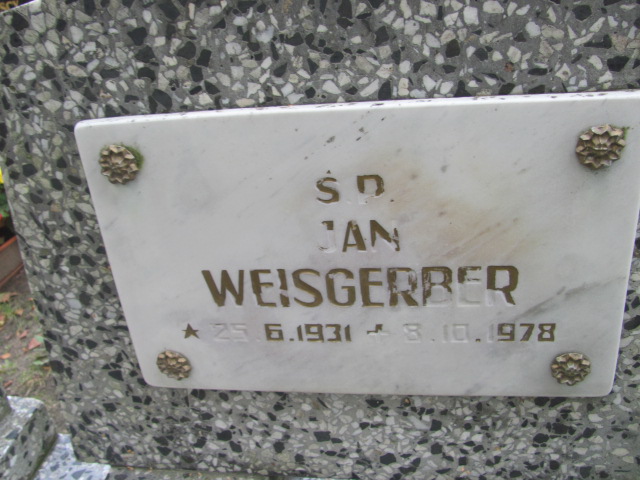 S.P.
JAN
WEISGERBER
* 25.6.1931 + 8.10.1978